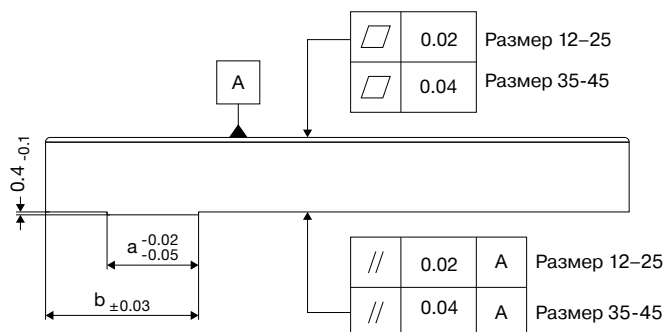 0.02 Размер 12–25
A 0.04 Размер 35-45
0.4 -0.1
a -0.02 -0.05
// 0.02 A Размер 12–25
b ±0.03 // 0.04 A Размер 35-45